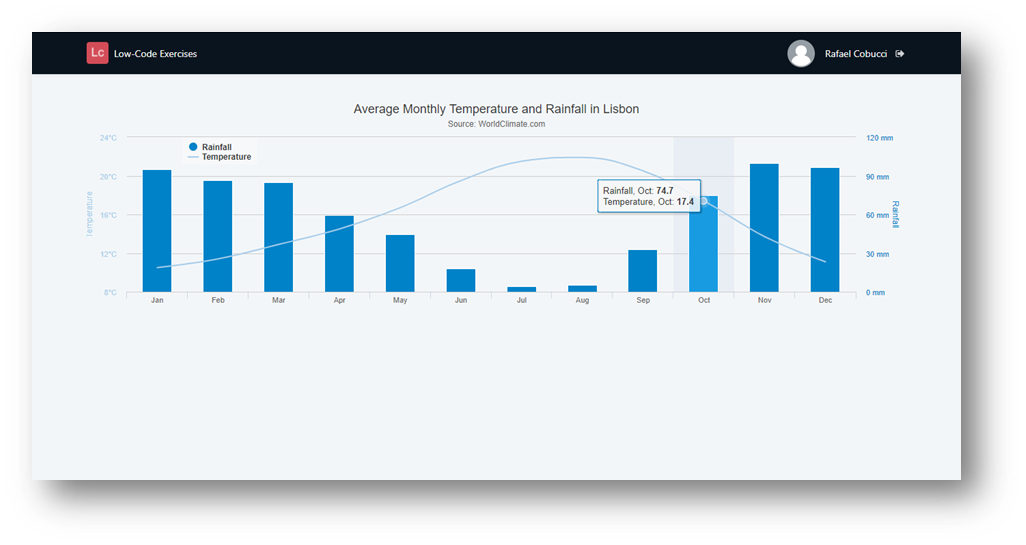 Lc Low-Code Exercises
Rafael Cobucci
Average Monthly Temperature and Rainfall in Lisbon
Source: WorldClimate.com
24°C
20°C
16°C
12°C
8°C
Temperature
Rainfall
Temperature
Rainfall, Oct: 74.7
Temperature, Oct: 17.4
120 mm
90 mm
60 mm
30 mm
0 mm
Rainfall
Jan Feb Mar Apr May Jun Jul Aug Sep Oct Nov Dec